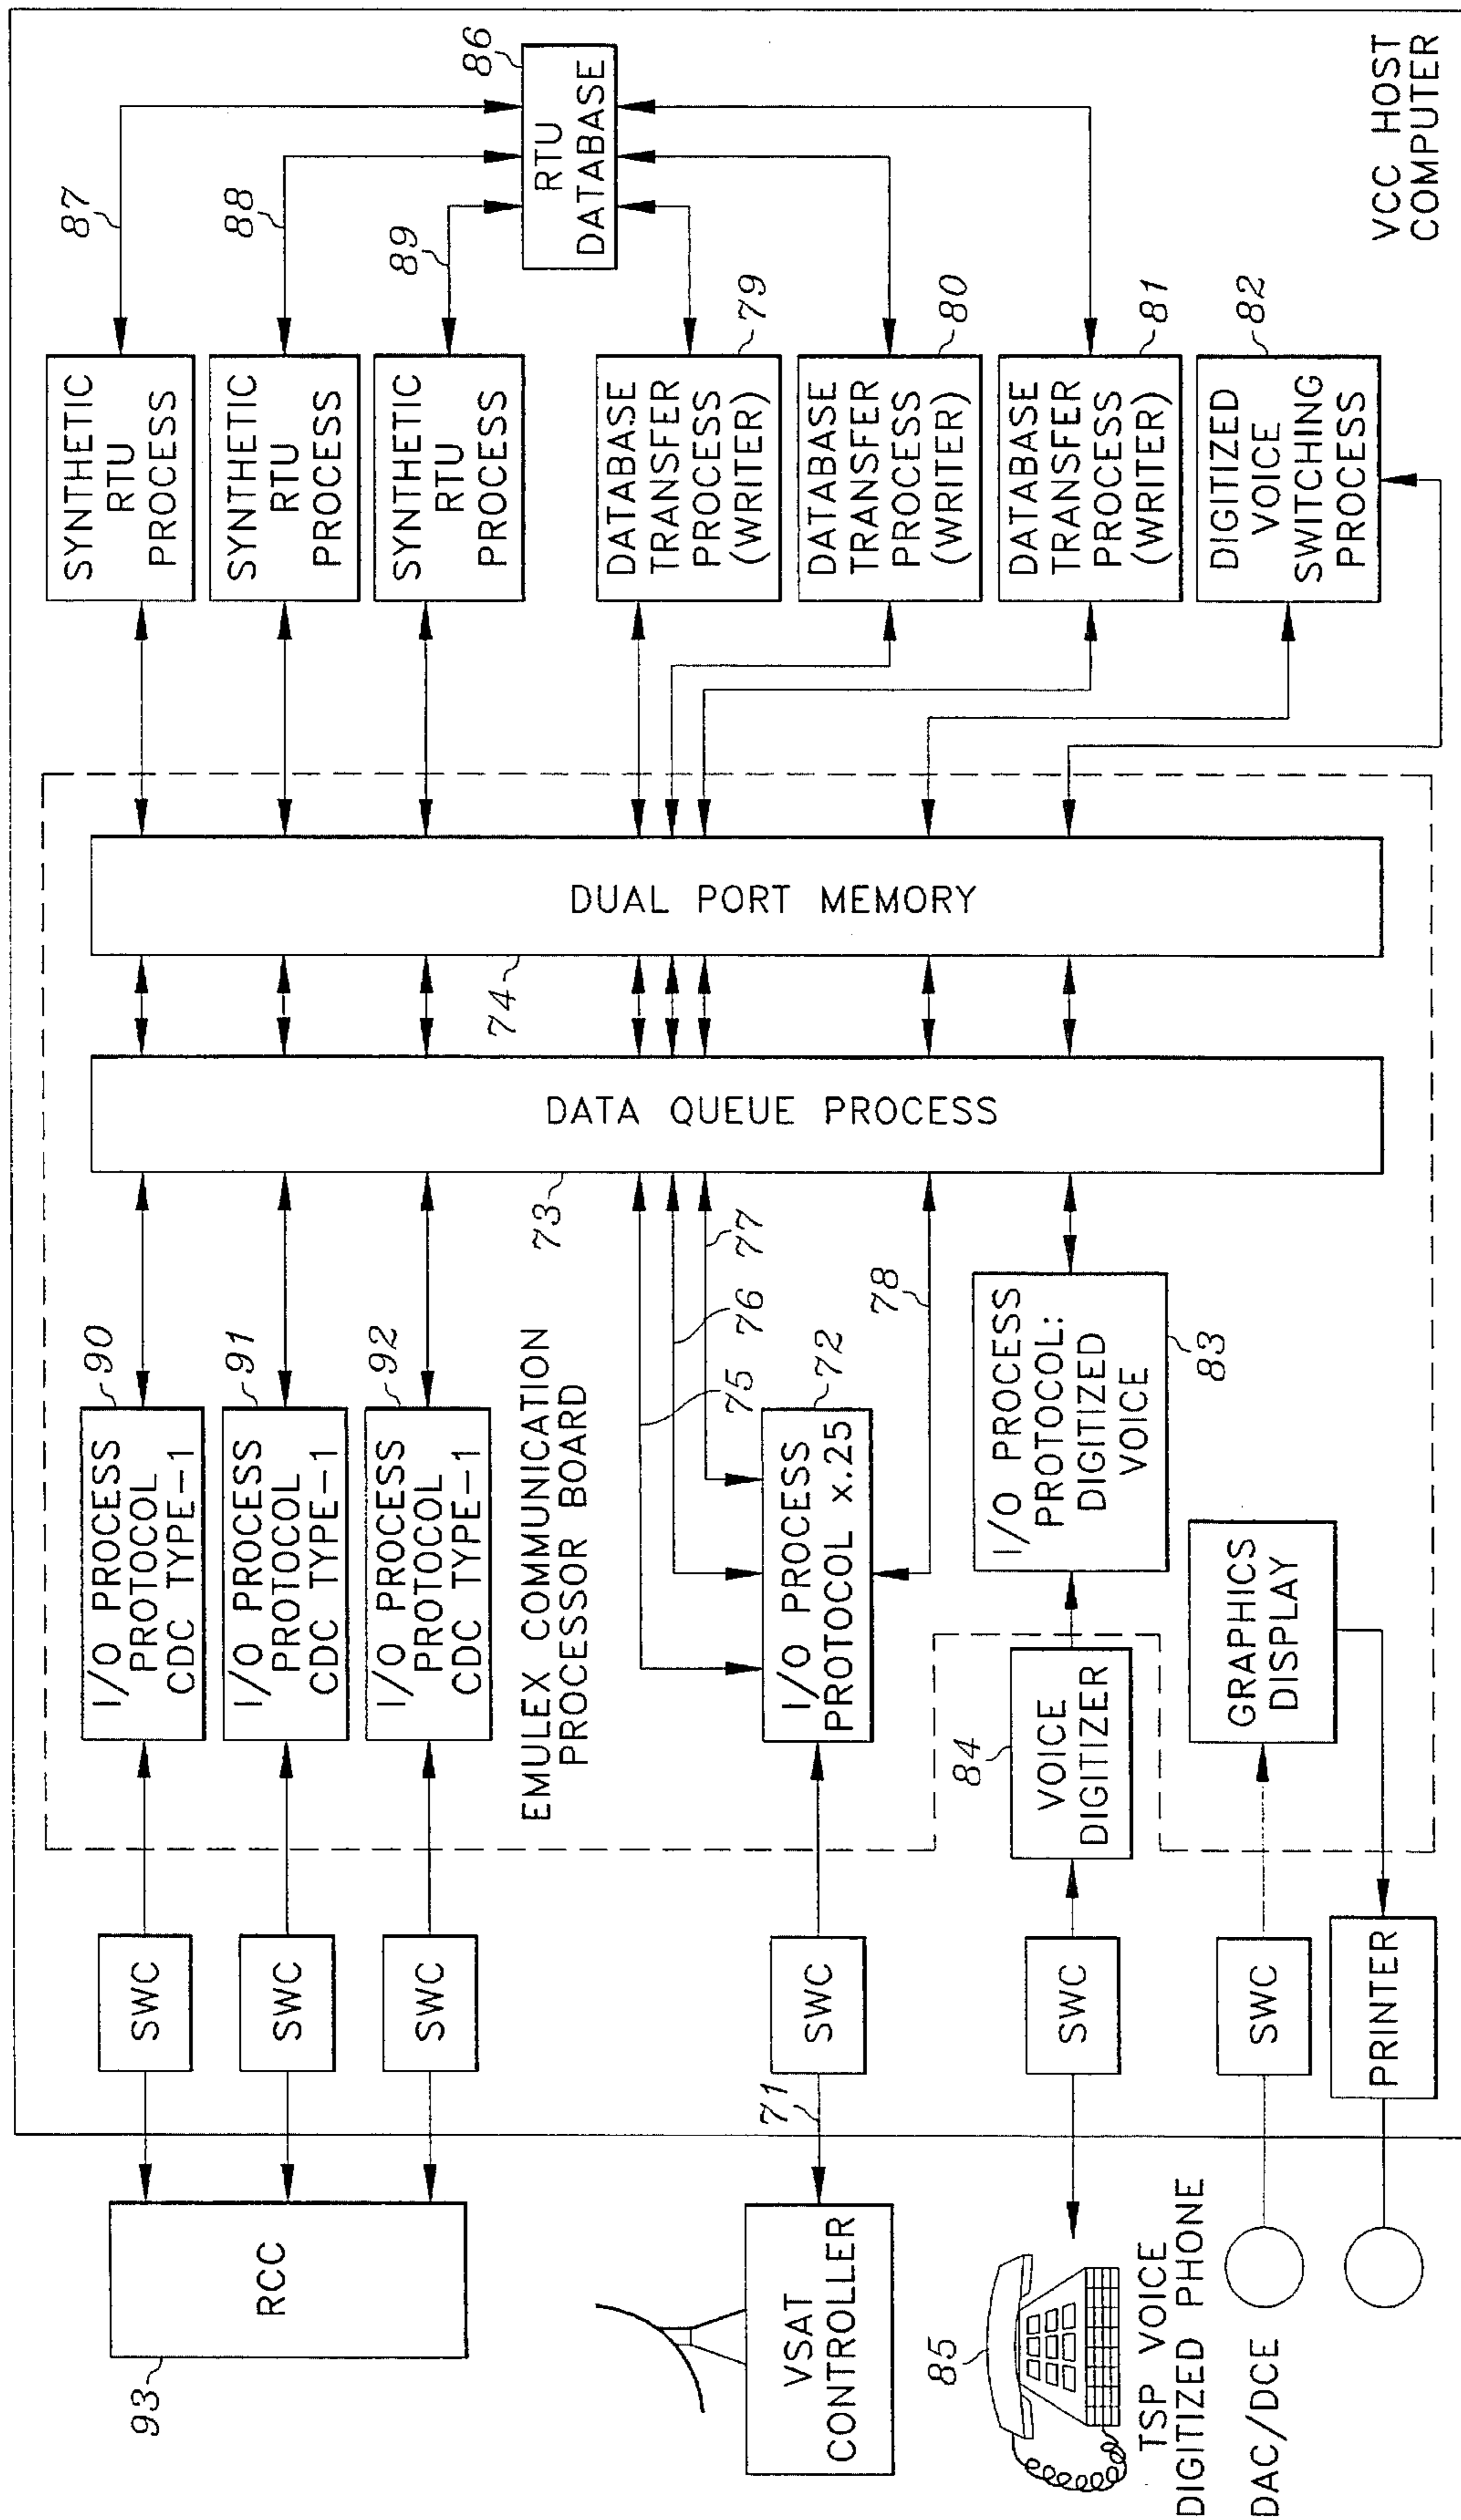 93
RCC
SWC
SWC
SWC
I/O PROCESS
PROTOCOL
CDC TYPE-1
90
I/O PROCESS
PROTOCOL
CDC TYPE-1
91
I/O PROCESS
PROTOCOL
CDC TYPE-1
92
EMULEX COMMUNICATION
PROCESSOR BOARD
73
DATA QUEUE PROCESS
74
DUAL PORT MEMORY
SYNTHETIC
RTU
PROCESS
87
SYNTHETIC
RTU
PROCESS
88
SYNTHETIC
RTU
PROCESS
89
RTU
DATABASE
86
DATABASE
TRANSFER
PROCESS
(WRITER)
79
DATABASE
TRANSFER
PROCESS
(WRITER)
80
DATABASE
TRANSFER
PROCESS
(WRITER)
81
DIGITIZED
VOICE
SWITCHING
PROCESS
82
VSAT
CONTROLLER
71
SWC
I/O PROCESS
PROTOCOL x.25
72
75
76
77
78
85
TSP VOICE
DIGITIZED PHONE
SWC
84
VOICE
DIGITIZER
I/O PROCESS
PROTOCOL:
DIGITIZED
VOICE
83
DAC/DCE
SWC
GRAPHICS
DISPLAY
PRINTER
VCC HOST
COMPUTER